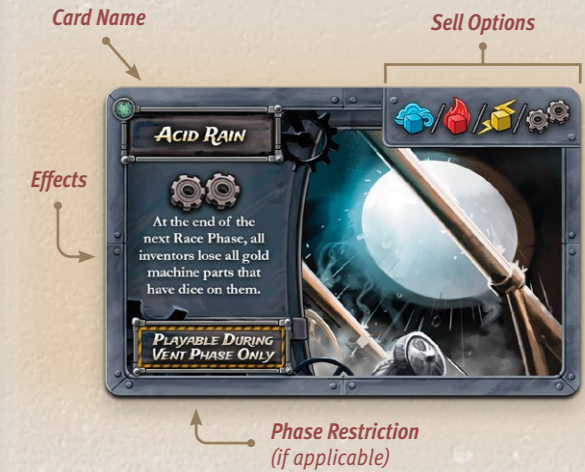 Card Name
Sell Options
ACID RAIN
Effects
At the end of the
next Race Phase, all
inventors lose all gold
machine parts that
have dice on them.
PLAYABLE DURING
VENT PHASE ONLY
Phase Restriction
(if applicable)